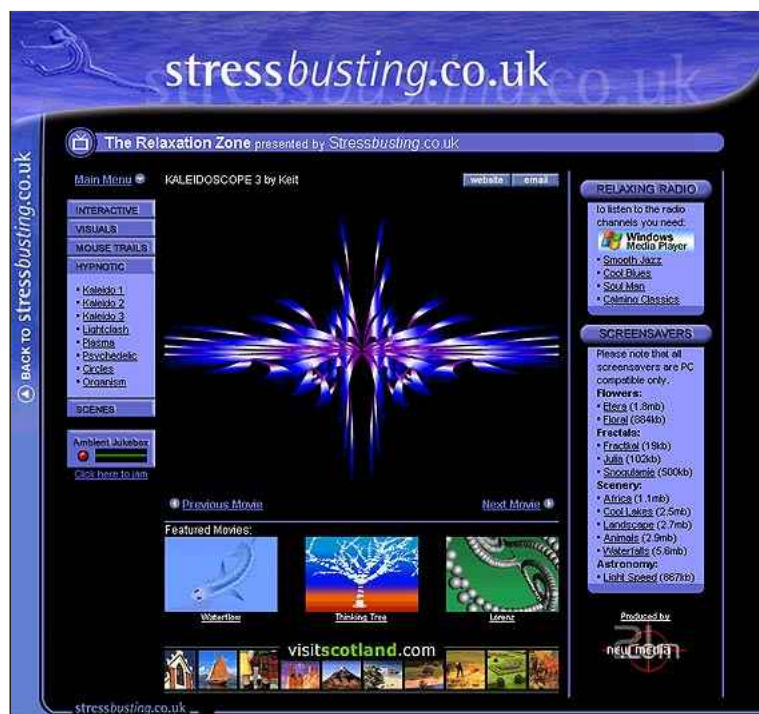 stressbusting.co.uk
The Relaxation Zone presented by Stressbusting.co.uk
BACK TO stressbusting.co.uk
Main Menu
INTERACTIVE
VISUALS
MOUSE TRAILS
HYPNOTIC
• Kaleido 1
• Kaleido 2
• Kaleido 3
• Lightclash
• Plasma
• Psychedelic
• Circles
• Organism
SCENES
Ambient Jukebox
Click here to jam
KALEIDOSCOPE 3 by Keit
website email
Previous Movie Next Movie
Featured Movies:
Waterflow Thinking Tree Lorenz
visitscotland.com
RELAXING RADIO
to listen to the radio
channels you need:
Windows
Media Player
• Smooth Jazz
• Cool Blues
• Soul Man
• Calming Classics
SCREENSAVERS
Please note that all
screensavers are PC
compatible only.
Flowers:
• Etera (1.8mb)
• Floral (884kb)
Fractals:
• Fractkal (19kb)
• Julia (102kb)
• (500kb)
Scenery:
• Africa (1.1mb)
• Cool Lakes (2.5mb)
• Landscape (2.7mb)
• Animals (2.9mb)
• Waterfalls (5.6mb)
Astronomy:
• Light Speed (667kb)
Produced by
new media
stressbusting.co.uk